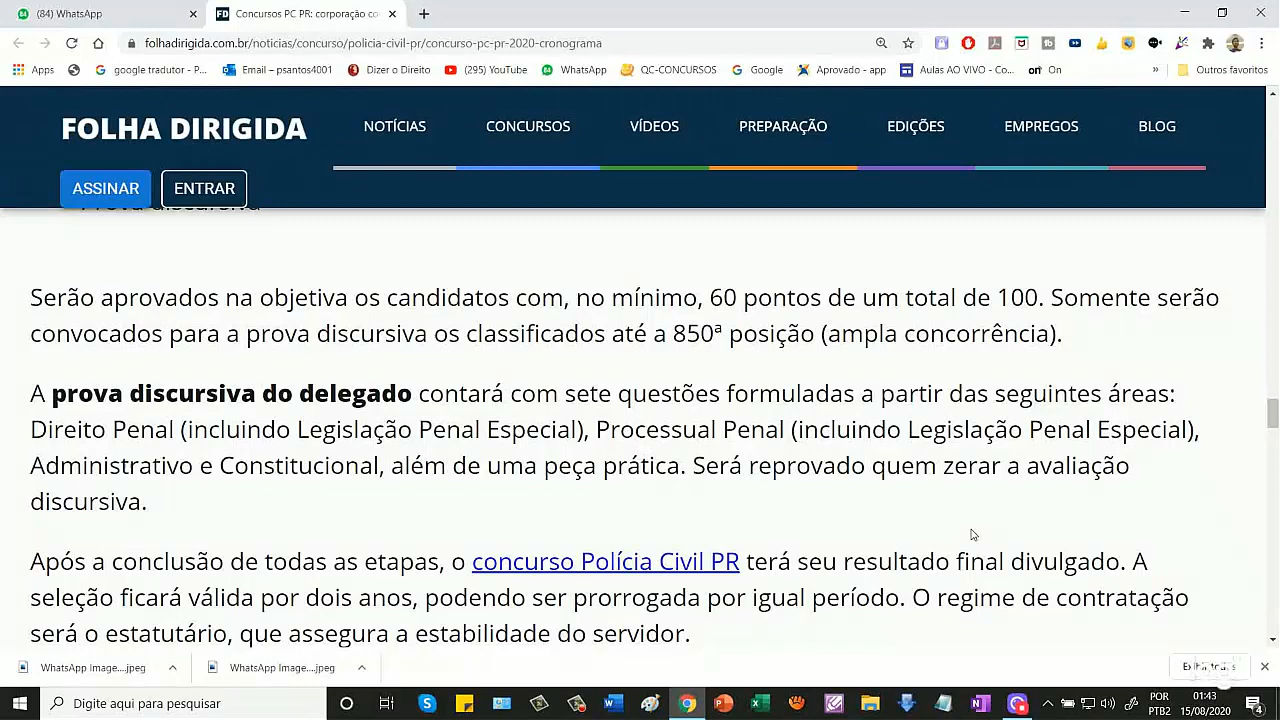 (84) WhatsApp
Concursos PC PR: corporação co
folhadirigida.com.br/noticias/concurso/policia-civil-pr/concurso-pc-pr-2020-cronograma
Apps google tradutor - P... Email – psantos4001 Dizer o Direito (295) YouTube WhatsApp QC-CONCURSOS Google Aprovado - app Aulas AO VIVO - Co... on On » Outros favoritos
FOLHA DIRIGIDA NOTÍCIAS CONCURSOS VÍDEOS PREPARAÇÃO EDIÇÕES EMPREGOS BLOG
ASSINAR ENTRAR
Prova discursiva
Serão aprovados na objetiva os candidatos com, no mínimo, 60 pontos de um total de 100. Somente serão
convocados para a prova discursiva os classificados até a 850ª posição (ampla concorrência).
A prova discursiva do delegado contará com sete questões formuladas a partir das seguintes áreas:
Direito Penal (incluindo Legislação Penal Especial), Processual Penal (incluindo Legislação Penal Especial),
Administrativo e Constitucional, além de uma peça prática. Será reprovado quem zerar a avaliação
discursiva.
Após a conclusão de todas as etapas, o concurso Polícia Civil PR terá seu resultado final divulgado. A
seleção ficará válida por dois anos, podendo ser prorrogada por igual período. O regime de contratação
será o estatutário, que assegura a estabilidade do servidor.
WhatsApp Image....jpeg WhatsApp Image....jpeg
Digite aqui para pesquisar
POR 01:43
PTB2 15/08/2020